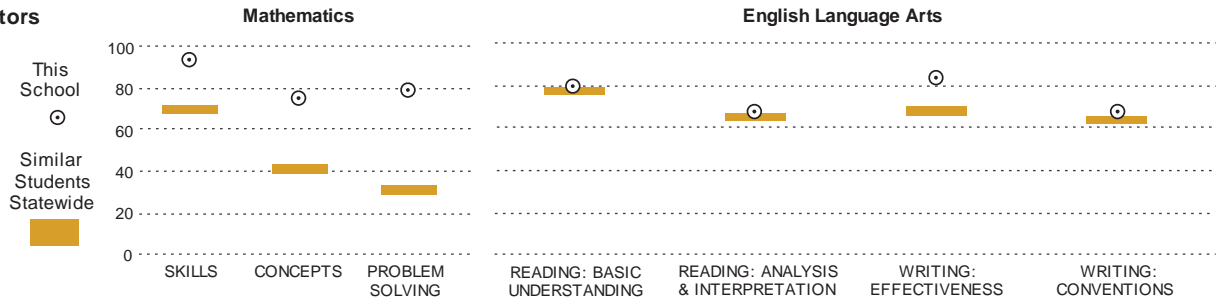 tors
Mathematics
English Language Arts
This
School
Similar
Students
Statewide
100
80
60
40
20
0
SKILLS
CONCEPTS
PROBLEM
SOLVING
READING: BASIC
UNDERSTANDING
READING: ANALYSIS
& INTERPRETATION
WRITING:
EFFECTIVENESS
WRITING:
CONVENTIONS